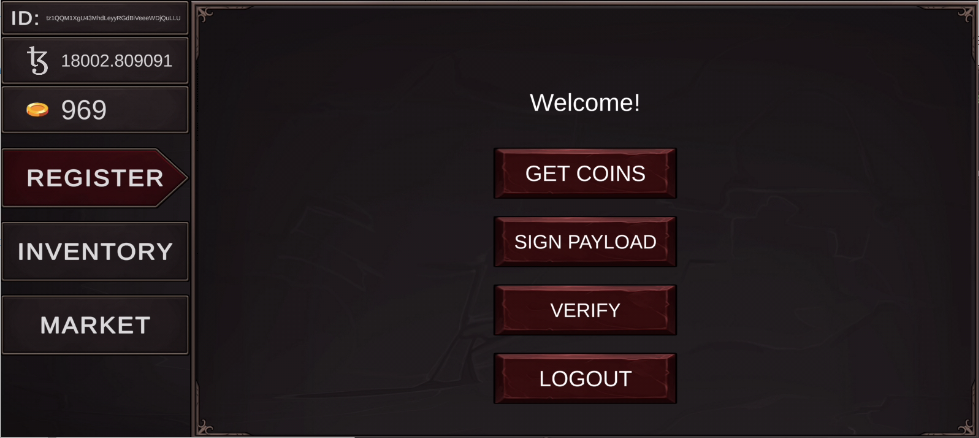 ID:
ꜩ 18002.809091
969
REGISTER
INVENTORY
MARKET
Welcome!
GET COINS
SIGN PAYLOAD
VERIFY
LOGOUT